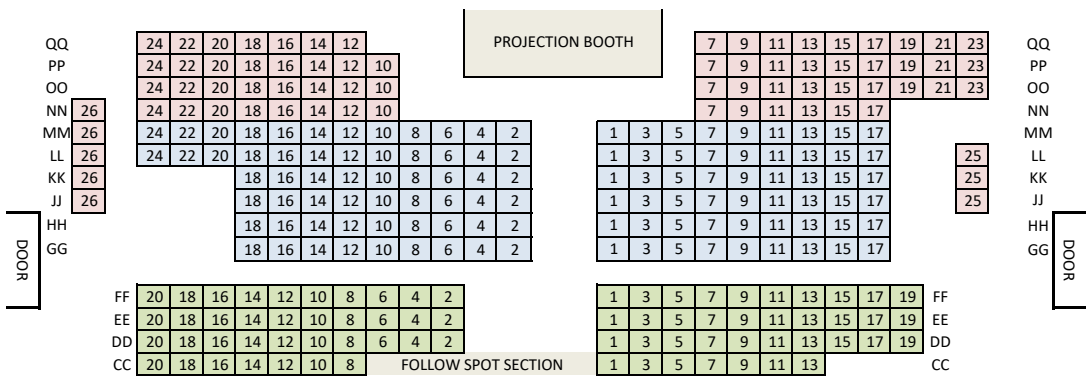 QQ 24 22 20 18 16 14 12 PROJECTION BOOTH 7 9 11 13 15 17 19 21 23 QQ
PP 24 22 20 18 16 14 12 10 7 9 11 13 15 17 19 21 23 PP
OO 24 22 20 18 16 14 12 10 7 9 11 13 15 17 19 21 23 OO
NN 26 24 22 20 18 16 14 12 10 7 9 11 13 15 17 NN
MM 26 24 22 20 18 16 14 12 10 8 6 4 2 1 3 5 7 9 11 13 15 17 MM
LL 26 24 22 20 18 16 14 12 10 8 6 4 2 1 3 5 7 9 11 13 15 17 25 LL
KK 26 18 16 14 12 10 8 6 4 2 1 3 5 7 9 11 13 15 17 25 KK
JJ 26 18 16 14 12 10 8 6 4 2 1 3 5 7 9 11 13 15 17 25 JJ
HH 18 16 14 12 10 8 6 4 2 1 3 5 7 9 11 13 15 17 HH
DOOR GG 18 16 14 12 10 8 6 4 2 1 3 5 7 9 11 13 15 17 GG DOOR
FF 20 18 16 14 12 10 8 6 4 2 1 3 5 7 9 11 13 15 17 19 FF
EE 20 18 16 14 12 10 8 6 4 2 1 3 5 7 9 11 13 15 17 19 EE
DD 20 18 16 14 12 10 8 6 4 2 1 3 5 7 9 11 13 15 17 19 DD
CC 20 18 16 14 12 10 8 FOLLOW SPOT SECTION 1 3 5 7 9 11 13 CC